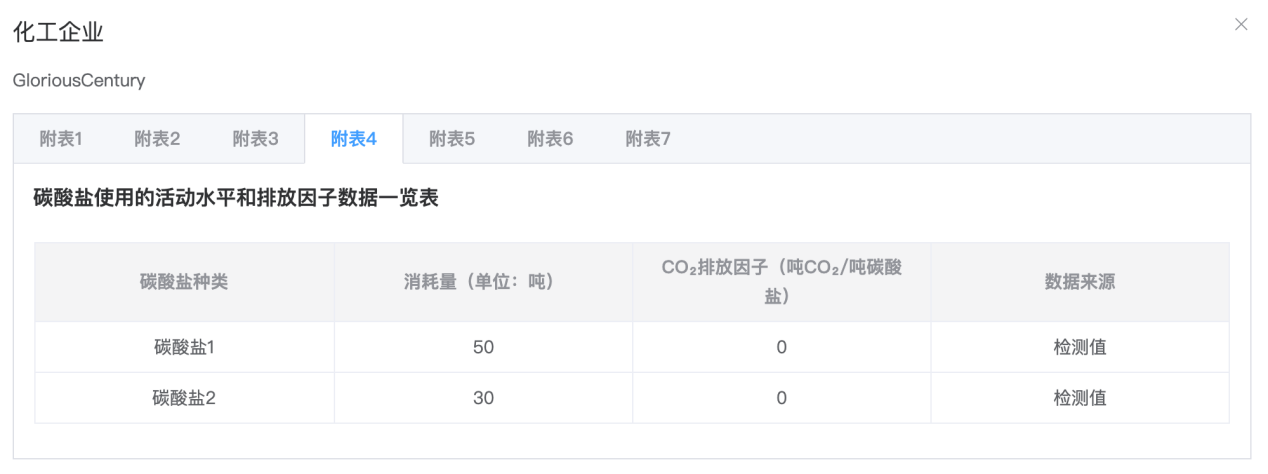 化工企业
GloriousCentury
附表1 附表2 附表3 附表4 附表5 附表6 附表7
碳酸盐使用的活动水平和排放因子数据一览表
碳酸盐种类 消耗量（单位：吨） CO₂排放因子（吨CO₂/吨碳酸盐） 数据来源
碳酸盐1 50 0 检测值
碳酸盐2 30 0 检测值